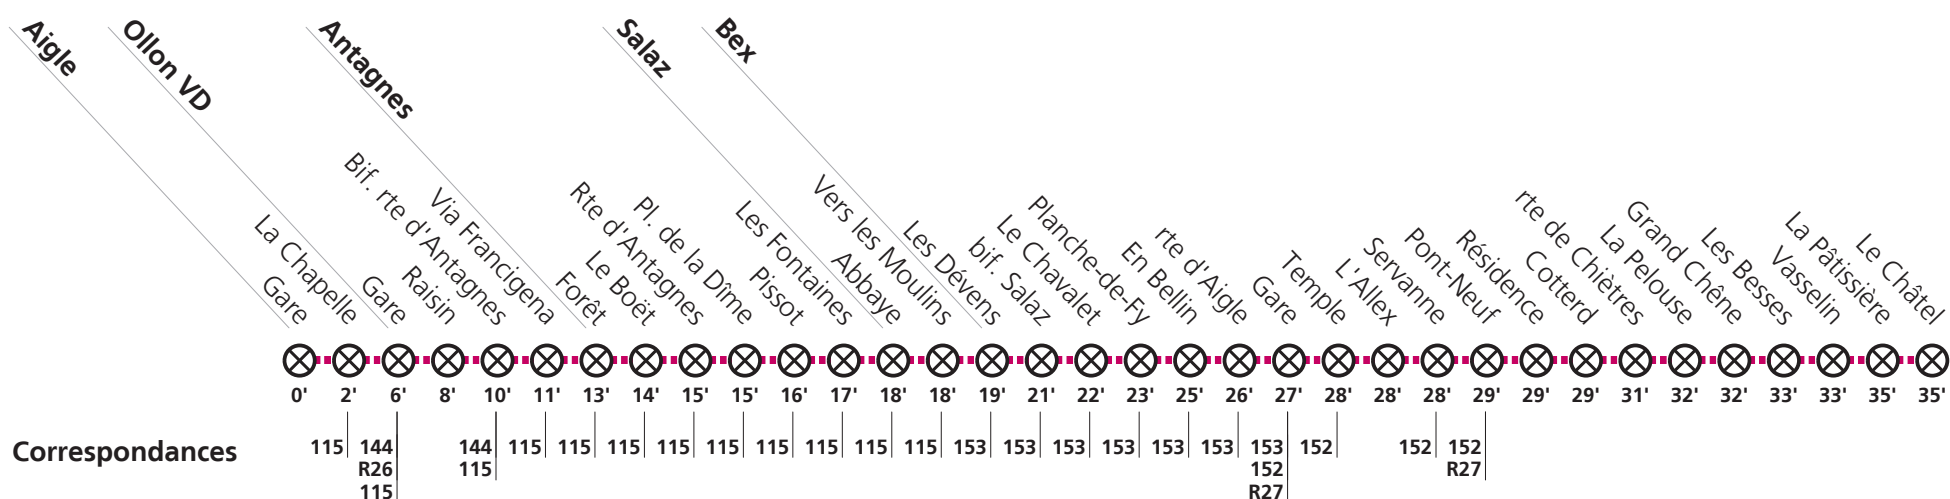 Aigle
Ollon VD
Antagnes
Salaz
Bex
Gare
La Chapelle
Gare
Raisin
Bif. rte d'Antagnes
Via Francigena
Forêt
Le Boët
Rte d'Antagnes
Pl. de la Dîme
Pissot
Les Fontaines
Abbaye
Vers les Moulins
Les Dévens
bif. Salaz
Le Chavalet
Planche-de-Fy
En Bellin
rte d'Aigle
Gare
Temple
L'Allex
Servanne
Pont-Neuf
Résidence
Cotterd
rte de Chiètres
La Pelouse
Grand Chêne
Les Besses
Vasselin
La Pâtissière
Le Châtel
0' 2' 6' 8' 10' 11' 13' 14' 15' 15' 16' 17' 18' 18' 19' 21' 22' 23' 25' 26' 27' 28' 28' 28' 29' 29' 29' 31' 32' 32' 33' 33' 35' 35'
Correspondances 115 144 144 115 115 115 115 115 115 115 115 115 153 153 153 153 153 153 153 152 152 152
R26 115 152 R27
115 R27